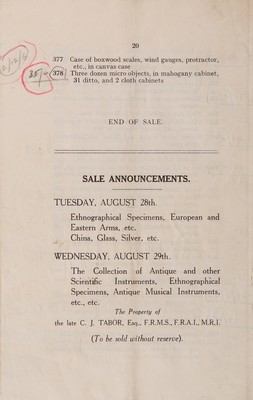 20
377 Case of boxwood scales, wind gauges, protractor,
etc., in canvas case
35/- 378 Three dozen micro objects, in mahogany cabinet,
31 ditto, and 2 cloth cabinets
END OF SALE.
SALE ANNOUNCEMENTS.
TUESDAY, AUGUST 28th.
Ethnographical Specimens, European and
Eastern Arms, etc.
China, Glass, Silver, etc.
WEDNESDAY, AUGUST 29th.
The Collection of Antique and other
Scientific Instruments, Ethnographical
Specimens, Antique Musical Instruments,
etc., etc.
The Property of
the late C. J. TABOR, Esq., F.R.M.S., F.R.A.I., M.R.I.
(To be sold without reserve).